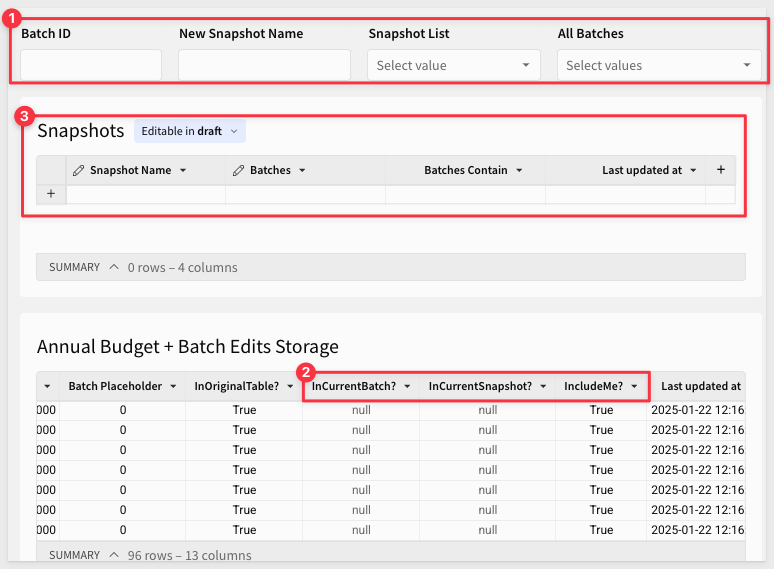 1
Batch ID New Snapshot Name Snapshot List All Batches
Select value Select values
3
Snapshots Editable in draft
Snapshot Name Batches Batches Contain Last updated at +
+
SUMMARY 0 rows – 4 columns
Annual Budget + Batch Edits Storage
2
Batch Placeholder InOriginalTable? InCurrentBatch? InCurrentSnapshot? IncludeMe? Last updated at
000 0 True null null True 2025-01-22 12:16
000 0 True null null True 2025-01-22 12:16
000 0 True null null True 2025-01-22 12:16
000 0 True null null True 2025-01-22 12:16
000 0 True null null True 2025-01-22 12:16
000 0 True null null True 2025-01-22 12:16
000 0 True null null True 2025-01-22 12:16
SUMMARY 96 rows – 13 columns